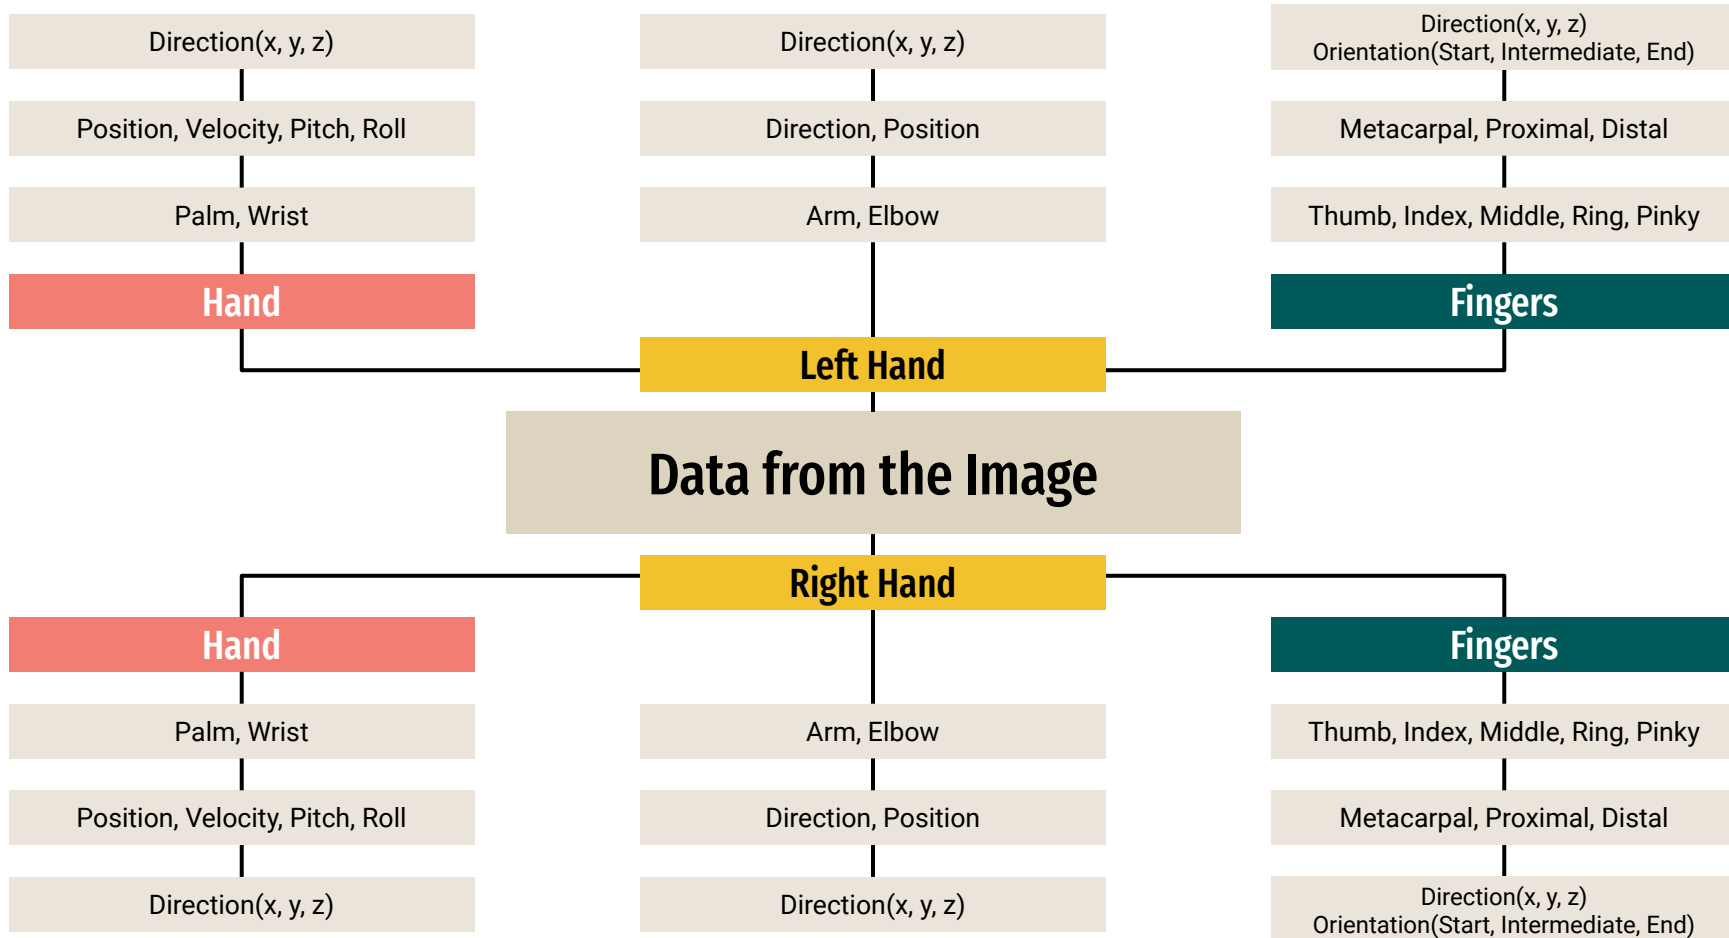 Direction(x, y, z)
Direction(x, y, z)
Direction(x, y, z)
Orientation(Start, Intermediate, End)
Position, Velocity, Pitch, Roll
Direction, Position
Metacarpal, Proximal, Distal
Palm, Wrist
Arm, Elbow
Thumb, Index, Middle, Ring, Pinky
Hand
Fingers
Left Hand
Data from the Image
Right Hand
Hand
Fingers
Palm, Wrist
Arm, Elbow
Thumb, Index, Middle, Ring, Pinky
Position, Velocity, Pitch, Roll
Direction, Position
Metacarpal, Proximal, Distal
Direction(x, y, z)
Direction(x, y, z)
Direction(x, y, z)
Orientation(Start, Intermediate, End)